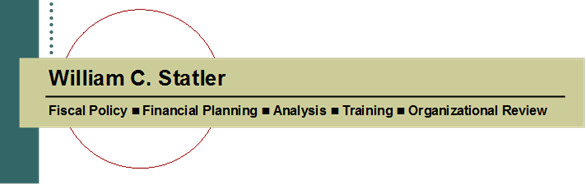 William C. Statler
Fiscal Policy ■ Financial Planning ■ Analysis ■ Training ■ Organizational Review